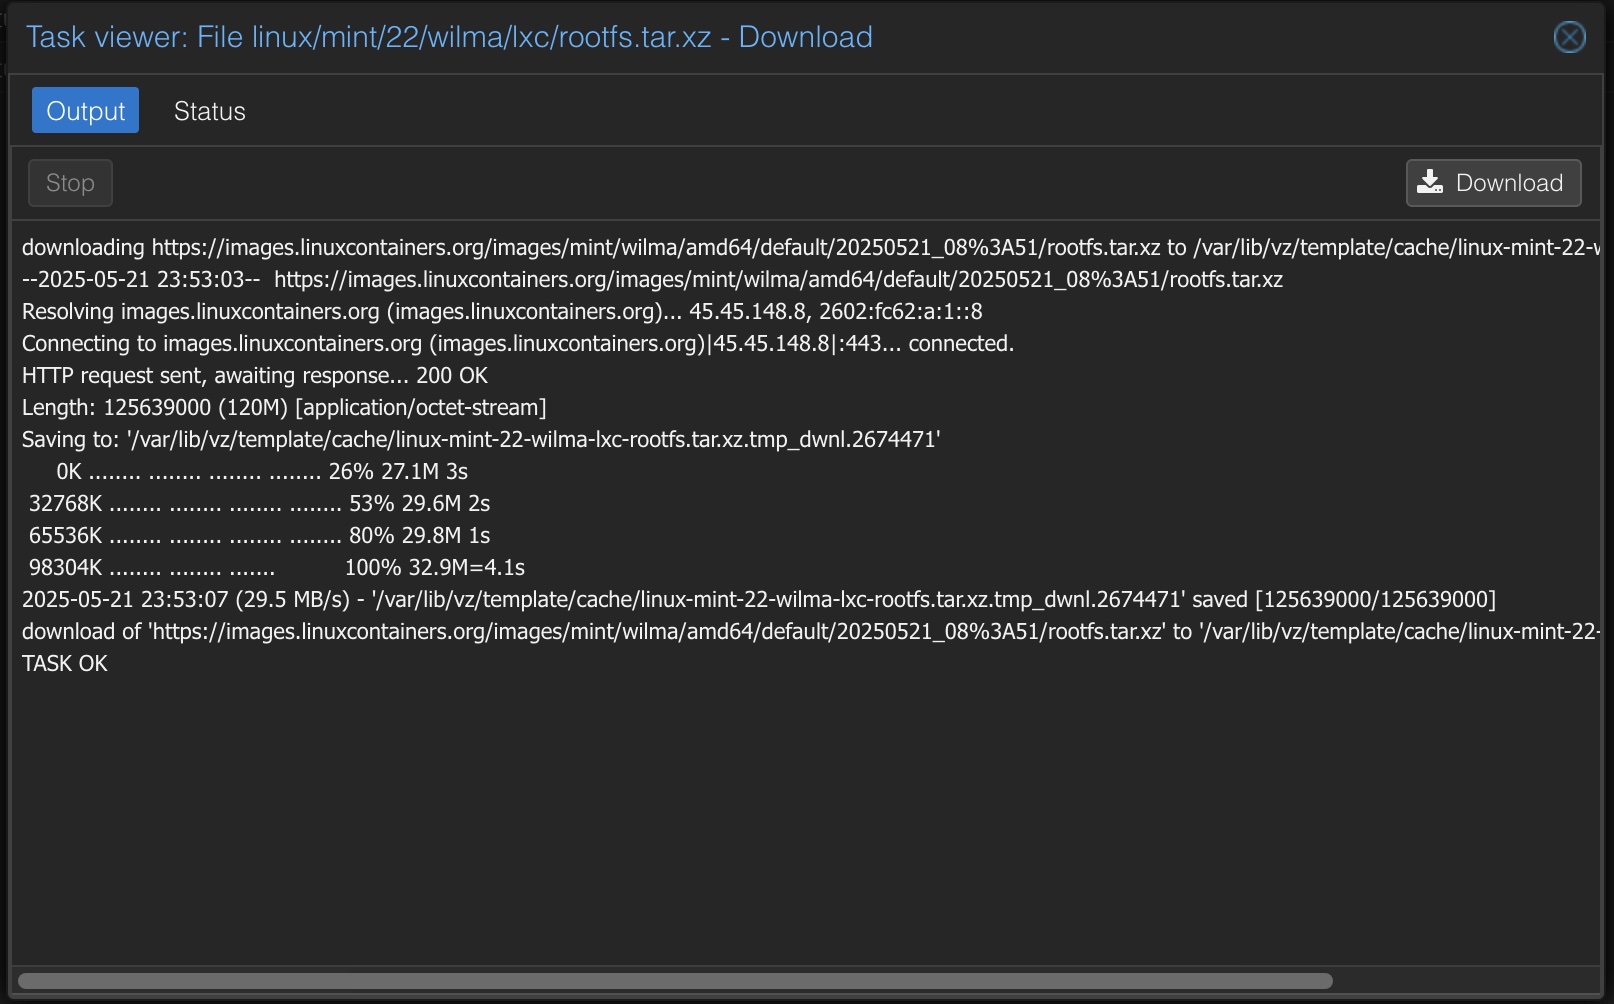 Task viewer: File linux/mint/22/wilma/lxc/rootfs.tar.xz - Download
Output Status
Stop Download
downloading https://images.linuxcontainers.org/images/mint/wilma/amd64/default/20250521_08%3A51/rootfs.tar.xz to /var/lib/vz/template/cache/linux-mint-22-
--2025-05-21 23:53:03--  https://images.linuxcontainers.org/images/mint/wilma/amd64/default/20250521_08%3A51/rootfs.tar.xz
Resolving images.linuxcontainers.org (images.linuxcontainers.org)... 45.45.148.8, 2602:fc62:a:1::8
Connecting to images.linuxcontainers.org (images.linuxcontainers.org)|45.45.148.8|:443... connected.
HTTP request sent, awaiting response... 200 OK
Length: 125639000 (120M) [application/octet-stream]
Saving to: '/var/lib/vz/template/cache/linux-mint-22-wilma-lxc-rootfs.tar.xz.tmp_dwnl.2674471'
0K ........ ........ ........ ........ 26% 27.1M 3s
32768K ........ ........ ........ ........ 53% 29.6M 2s
65536K ........ ........ ........ ........ 80% 29.8M 1s
98304K ........ ........ ....... 100% 32.9M=4.1s
2025-05-21 23:53:07 (29.5 MB/s) - '/var/lib/vz/template/cache/linux-mint-22-wilma-lxc-rootfs.tar.xz.tmp_dwnl.2674471' saved [125639000/125639000]
download of 'https://images.linuxcontainers.org/images/mint/wilma/amd64/default/20250521_08%3A51/rootfs.tar.xz' to '/var/lib/vz/template/cache/linux-mint-22-
TASK OK